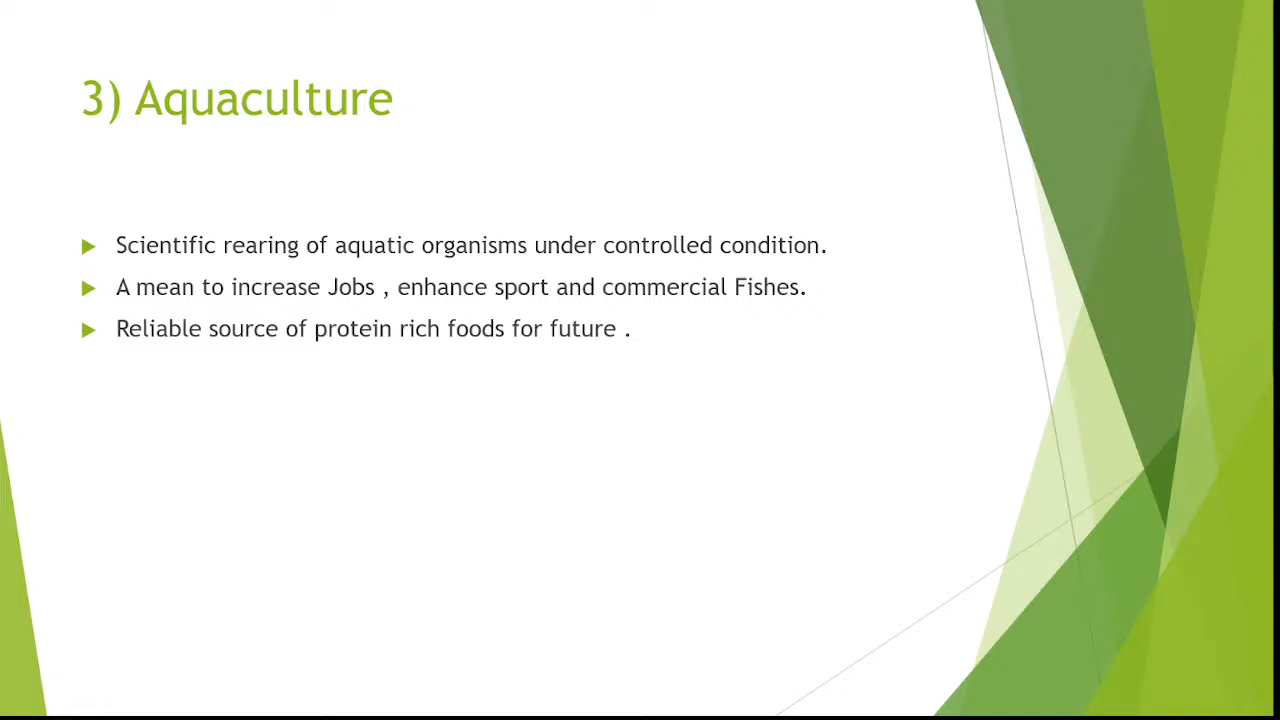 3) Aquaculture
Scientific rearing of aquatic organisms under controlled condition.
A mean to increase Jobs , enhance sport and commercial Fishes.
Reliable source of protein rich foods for future .